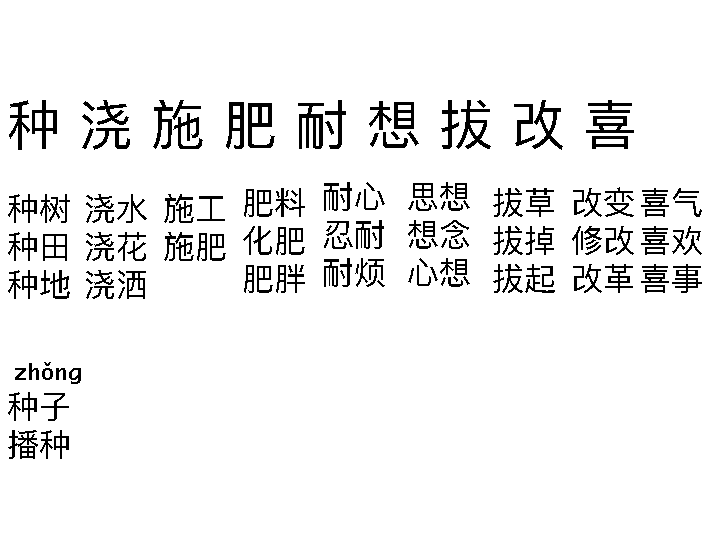 种 浇 施 肥 耐 想 拔 改 喜
种树
种田
种地
浇水
浇花
浇洒
施工
施肥
肥料
化肥
肥胖
耐心
忍耐
耐烦
思想
想念
心想
拔草
拔掉
拔起
改变
修改
改革
喜气
喜欢
喜事
zhǒng
种子
播种